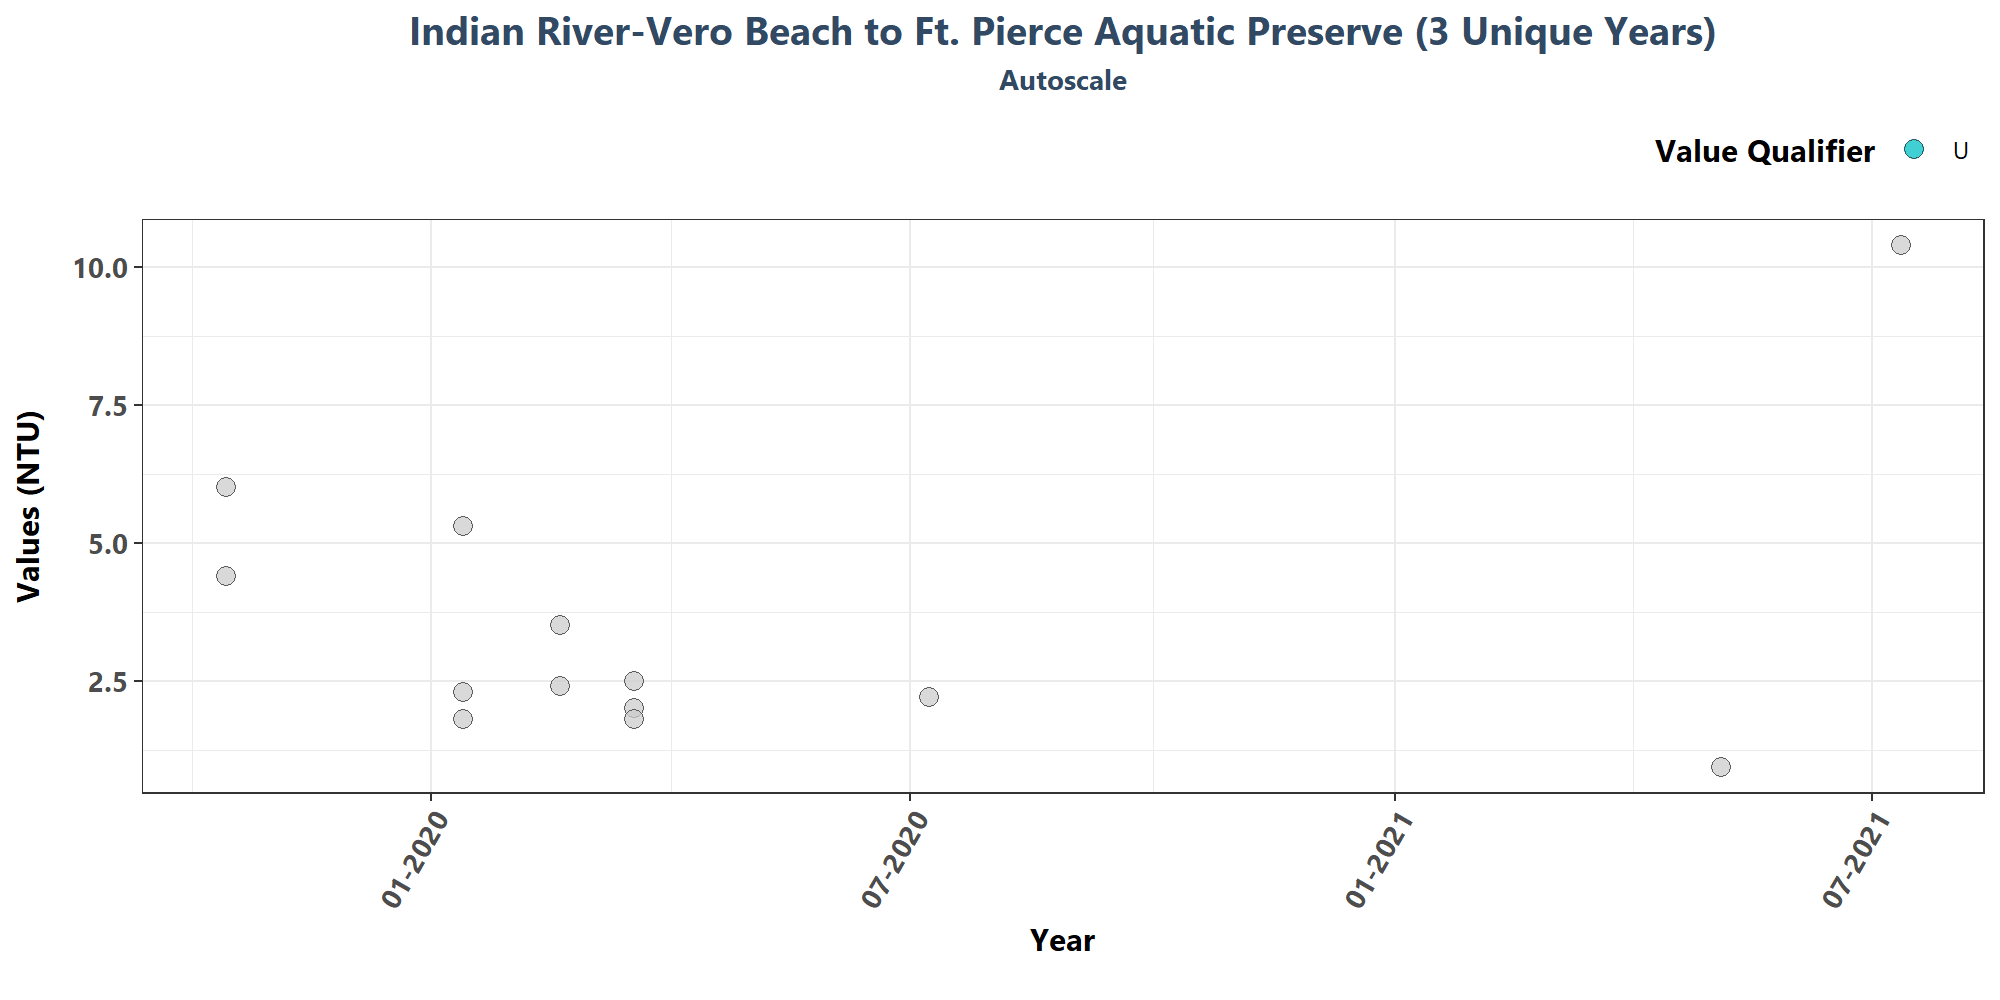 Indian River-Vero Beach to Ft. Pierce Aquatic Preserve (3 Unique Years)
Autoscale
Value Qualifier U
Values (NTU)
10.0
7.5
5.0
2.5
01-2020 07-2020 01-2021 07-2021
Year